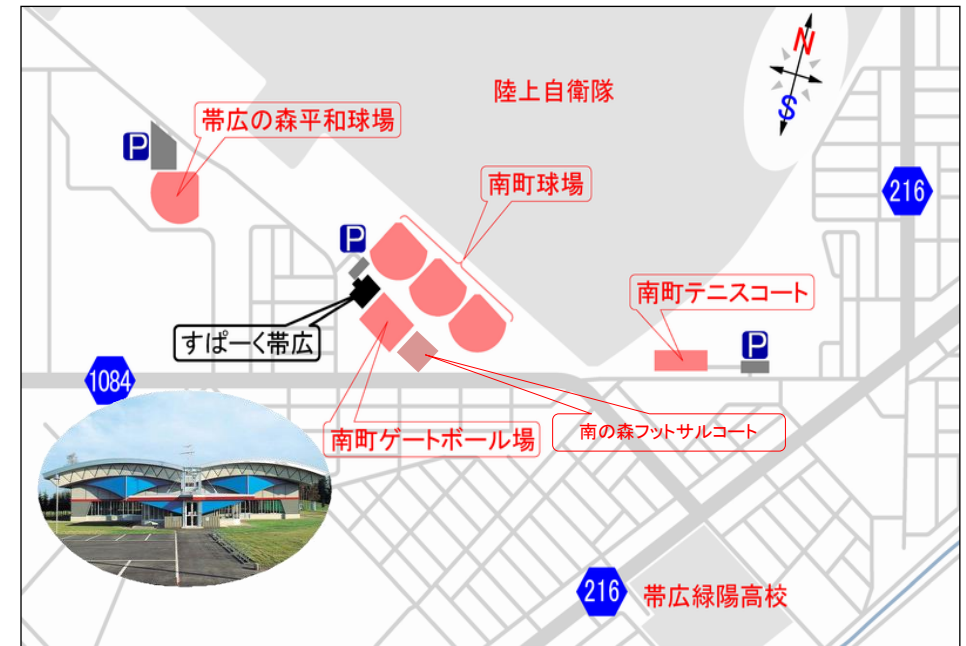 N
陸上自衛隊
S
帯広の森平和球場
P
216
南町球場
P
南町テニスコート
すぱーく帯広
P
1084
南町ゲートボール場
南の森フットサルコート
216
帯広緑陽高校